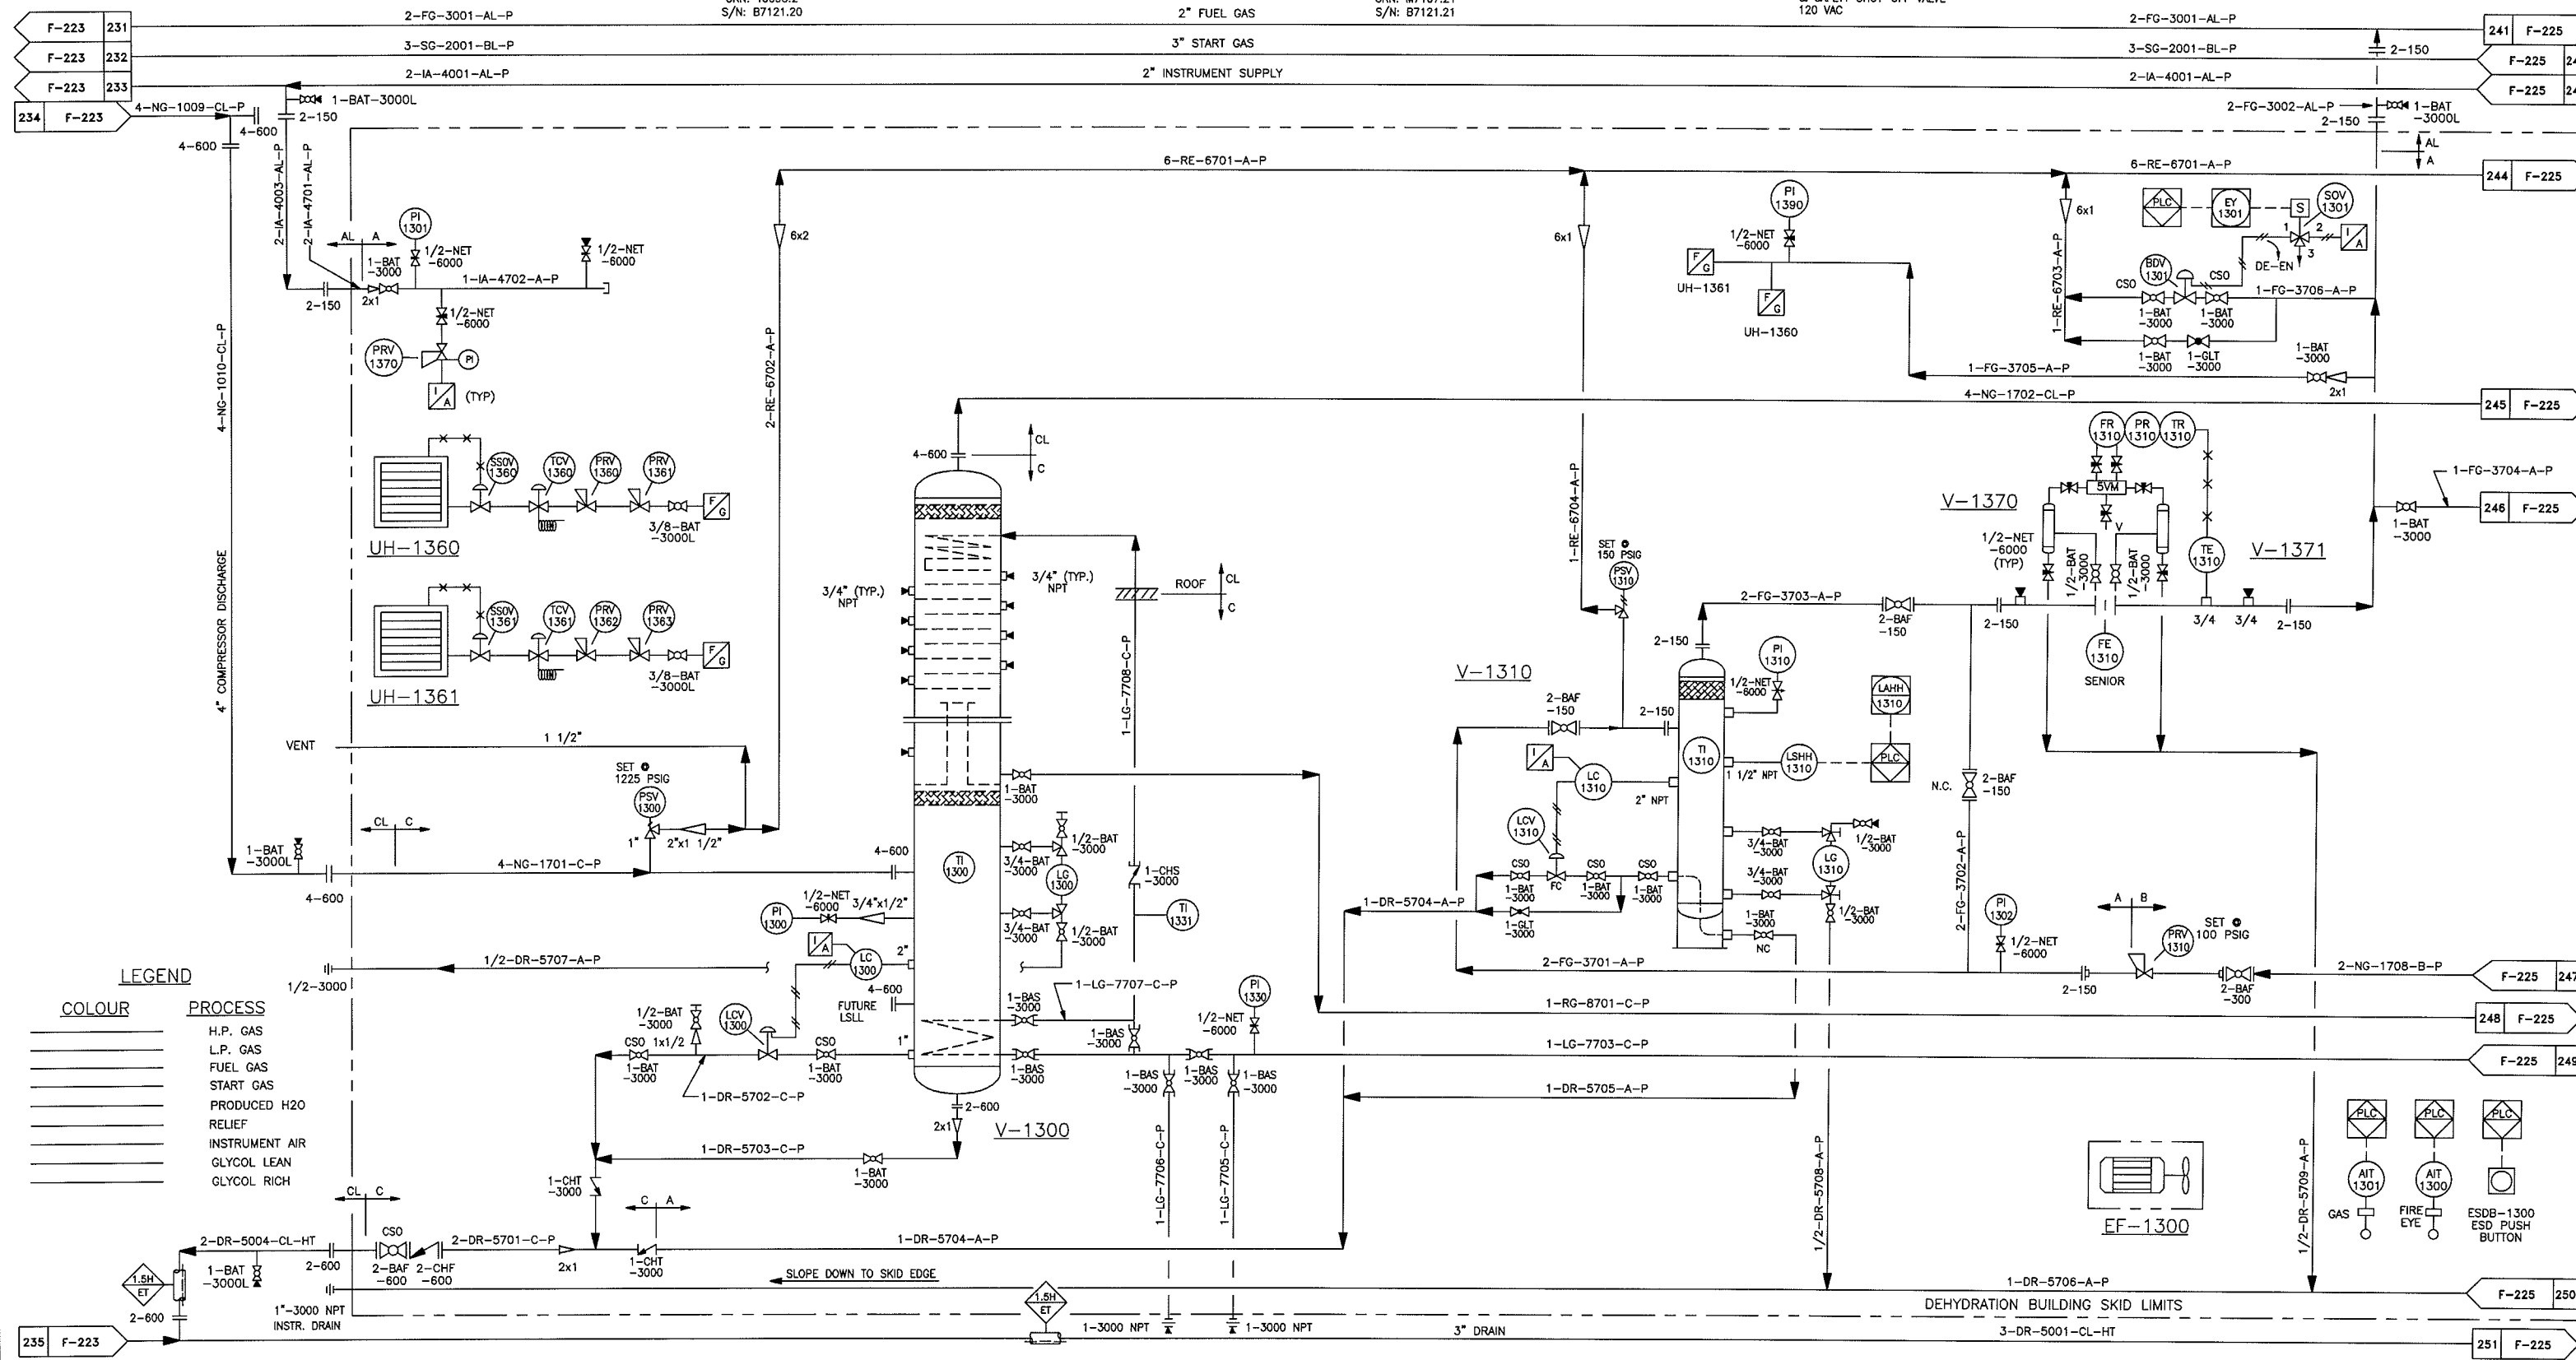 S/N: B7121.20
S/N: B7121.21
120 VAC
F-223 231
2-FG-3001-AL-P
2" FUEL GAS
2-FG-3001-AL-P
241 F-225
F-223 232
3-SG-2001-BL-P
3" START GAS
3-SG-2001-BL-P
2-150
F-225
F-223 233
2-IA-4001-AL-P
2" INSTRUMENT SUPPLY
2-IA-4001-AL-P
F-225
234 F-223
4-NG-1009-CL-P
4-600
1-BAT-3000L
2-150
4-600
2-FG-3002-AL-P
1-BAT
-3000L
2-150
AL
A
2-IA-4003-AL-P
2-IA-4701-AL-P
6-RE-6701-A-P
6-RE-6701-A-P
244 F-225
AL A
PI
1301
1/2-NET
-6000
1-BAT
-3000
1/2-NET
-6000
1-IA-4702-A-P
2-150
2x1
1/2-NET
-6000
PRV
1370
PI
I
A
(TYP)
6x2
6x1
6x1
PI
1390
1/2-NET
-6000
F
G
UH-1361
F
G
UH-1360
PLC
EY
1301
S
SOV
1301
1 2
3
I
A
DE-EN
BDV
1301
CSO
CSO
1-FG-3706-A-P
1-BAT
-3000
1-BAT
-3000
1-RE-6703-A-P
1-BAT
-3000
1-GLT
-3000
1-BAT
-3000
1-FG-3705-A-P
2x1
4-NG-1702-CL-P
245 F-225
4-NG-1010-CL-P
4" COMPRESSOR DISCHARGE
2-RE-6702-A-P
SSOV
1360
TCV
1360
PRV
1360
PRV
1361
F
G
3/8-BAT
-3000L
UH-1360
SSOV
1361
TCV
1361
PRV
1362
PRV
1363
F
G
3/8-BAT
-3000L
UH-1361
4-600
CL
C
3/4" (TYP.)
NPT
3/4" (TYP.)
NPT
ROOF
CL
C
1-LG-7708-C-P
1-RE-6704-A-P
SET @
150 PSIG
PSV
1310
FR
1310
PR
1310
TR
1310
5VM
V
V-1370
1/2-NET
-6000
(TYP)
1/2-BAT
-3000
1/2-BAT
-3000
TE
1310
V-1371
1-FG-3704-A-P
246 F-225
1-BAT
-3000
2-FG-3703-A-P
2-BAF
-150
2-150
3/4
3/4
2-150
FE
1310
SENIOR
V-1310
2-150
PI
1310
1/2-NET
-6000
LAHH
1310
2-BAF
-150
2-150
I
A
LC
1310
TI
1310
LSHH
1310
PLC
1 1/2" NPT
2" NPT
N.C.
2-BAF
-150
LCV
1310
CSO
CSO
CSO
FC
1-BAT
-3000
1-BAT
-3000
1-BAT
-3000
1-GLT
-3000
3/4-BAT
-3000
1/2-BAT
-3000
LG
1310
3/4-BAT
-3000
1/2-BAT
-3000
1-BAT
-3000
NC
1-DR-5704-A-P
2-FG-3702-A-P
PI
1302
1/2-NET
-6000
A B
PRV
1310
SET @
100 PSIG
2-FG-3701-A-P
2-150
2-BAF
-300
2-NG-1708-B-P
F-225 247
VENT
1 1/2"
SET @
1225 PSIG
PSV
1300
1"
2"x1 1/2"
CL C
1-BAT
-3000L
4-NG-1701-C-P
4-600
4-600
TI
1300
1-BAT
-3000
1/2-BAT
-3000
3/4-BAT
-3000
LG
1300
3/4-BAT
-3000
1/2-BAT
-3000
1-CHS
-3000
TI
1331
PI
1300
1/2-NET
-6000
3/4"x1/2"
I
A
LC
1300
2"
1/2-DR-5707-A-P
1/2-3000
4-600
FUTURE
LSLL
1-BAS
-3000
1-LG-7707-C-P
1-BAS
-3000
PI
1330
1/2-NET
-6000
1-RG-8701-C-P
248 F-225
LEGEND
COLOUR PROCESS
H.P. GAS
L.P. GAS
FUEL GAS
START GAS
PRODUCED H2O
RELIEF
INSTRUMENT AIR
GLYCOL LEAN
GLYCOL RICH
1/2-BAT
-3000
LCV
1300
CSO
1x1/2
CSO
1"
1-BAT
-3000
1-BAT
-3000
1-DR-5702-C-P
1-BAS
-3000
1-BAS
-3000
1-BAS
-3000
1-BAS
-3000
1-LG-7703-C-P
F-225 249
2-600
2x1
V-1300
1-DR-5703-C-P
1-BAT
-3000
1-DR-5705-A-P
1-LG-7706-C-P
1-LG-7705-C-P
1/2-DR-5708-A-P
1/2-DR-5709-A-P
EF-1300
PLC
PLC
PLC
AIT
1301
AIT
1300
GAS
FIRE
EYE
ESDB-1300
ESD PUSH
BUTTON
1-CHT
-3000
CL C
C A
2-DR-5004-CL-HT
CSO
2-DR-5701-C-P
1-DR-5704-A-P
1-BAT
-3000L
2-600
2-BAF
-600
2-CHF
-600
2x1
1-CHT
-3000
1.5H
ET
SLOPE DOWN TO SKID EDGE
1.5H
ET
1-DR-5706-A-P
F-225 250
2-600
1"-3000 NPT
INSTR. DRAIN
DEHYDRATION BUILDING SKID LIMITS
235 F-223
1-3000 NPT
1-3000 NPT
3" DRAIN
3-DR-5001-CL-HT
251 F-225